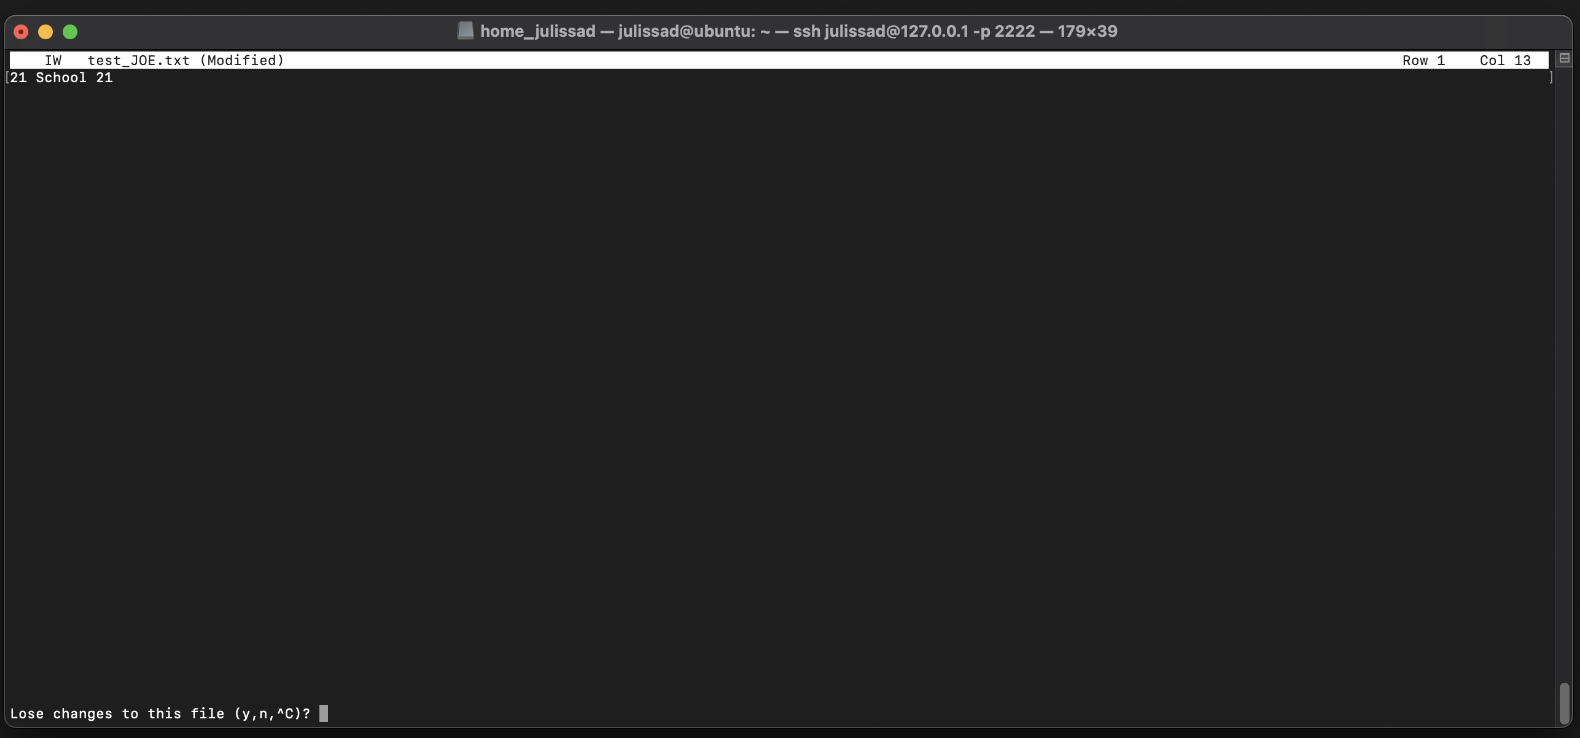 home_julissad — julissad@ubuntu: ~ — ssh julissad@127.0.0.1 -p 2222 — 179×39
IW test_JOE.txt (Modified) Row 1 Col 13
[21 School 21 ]
Lose changes to this file (y,n,^C)?